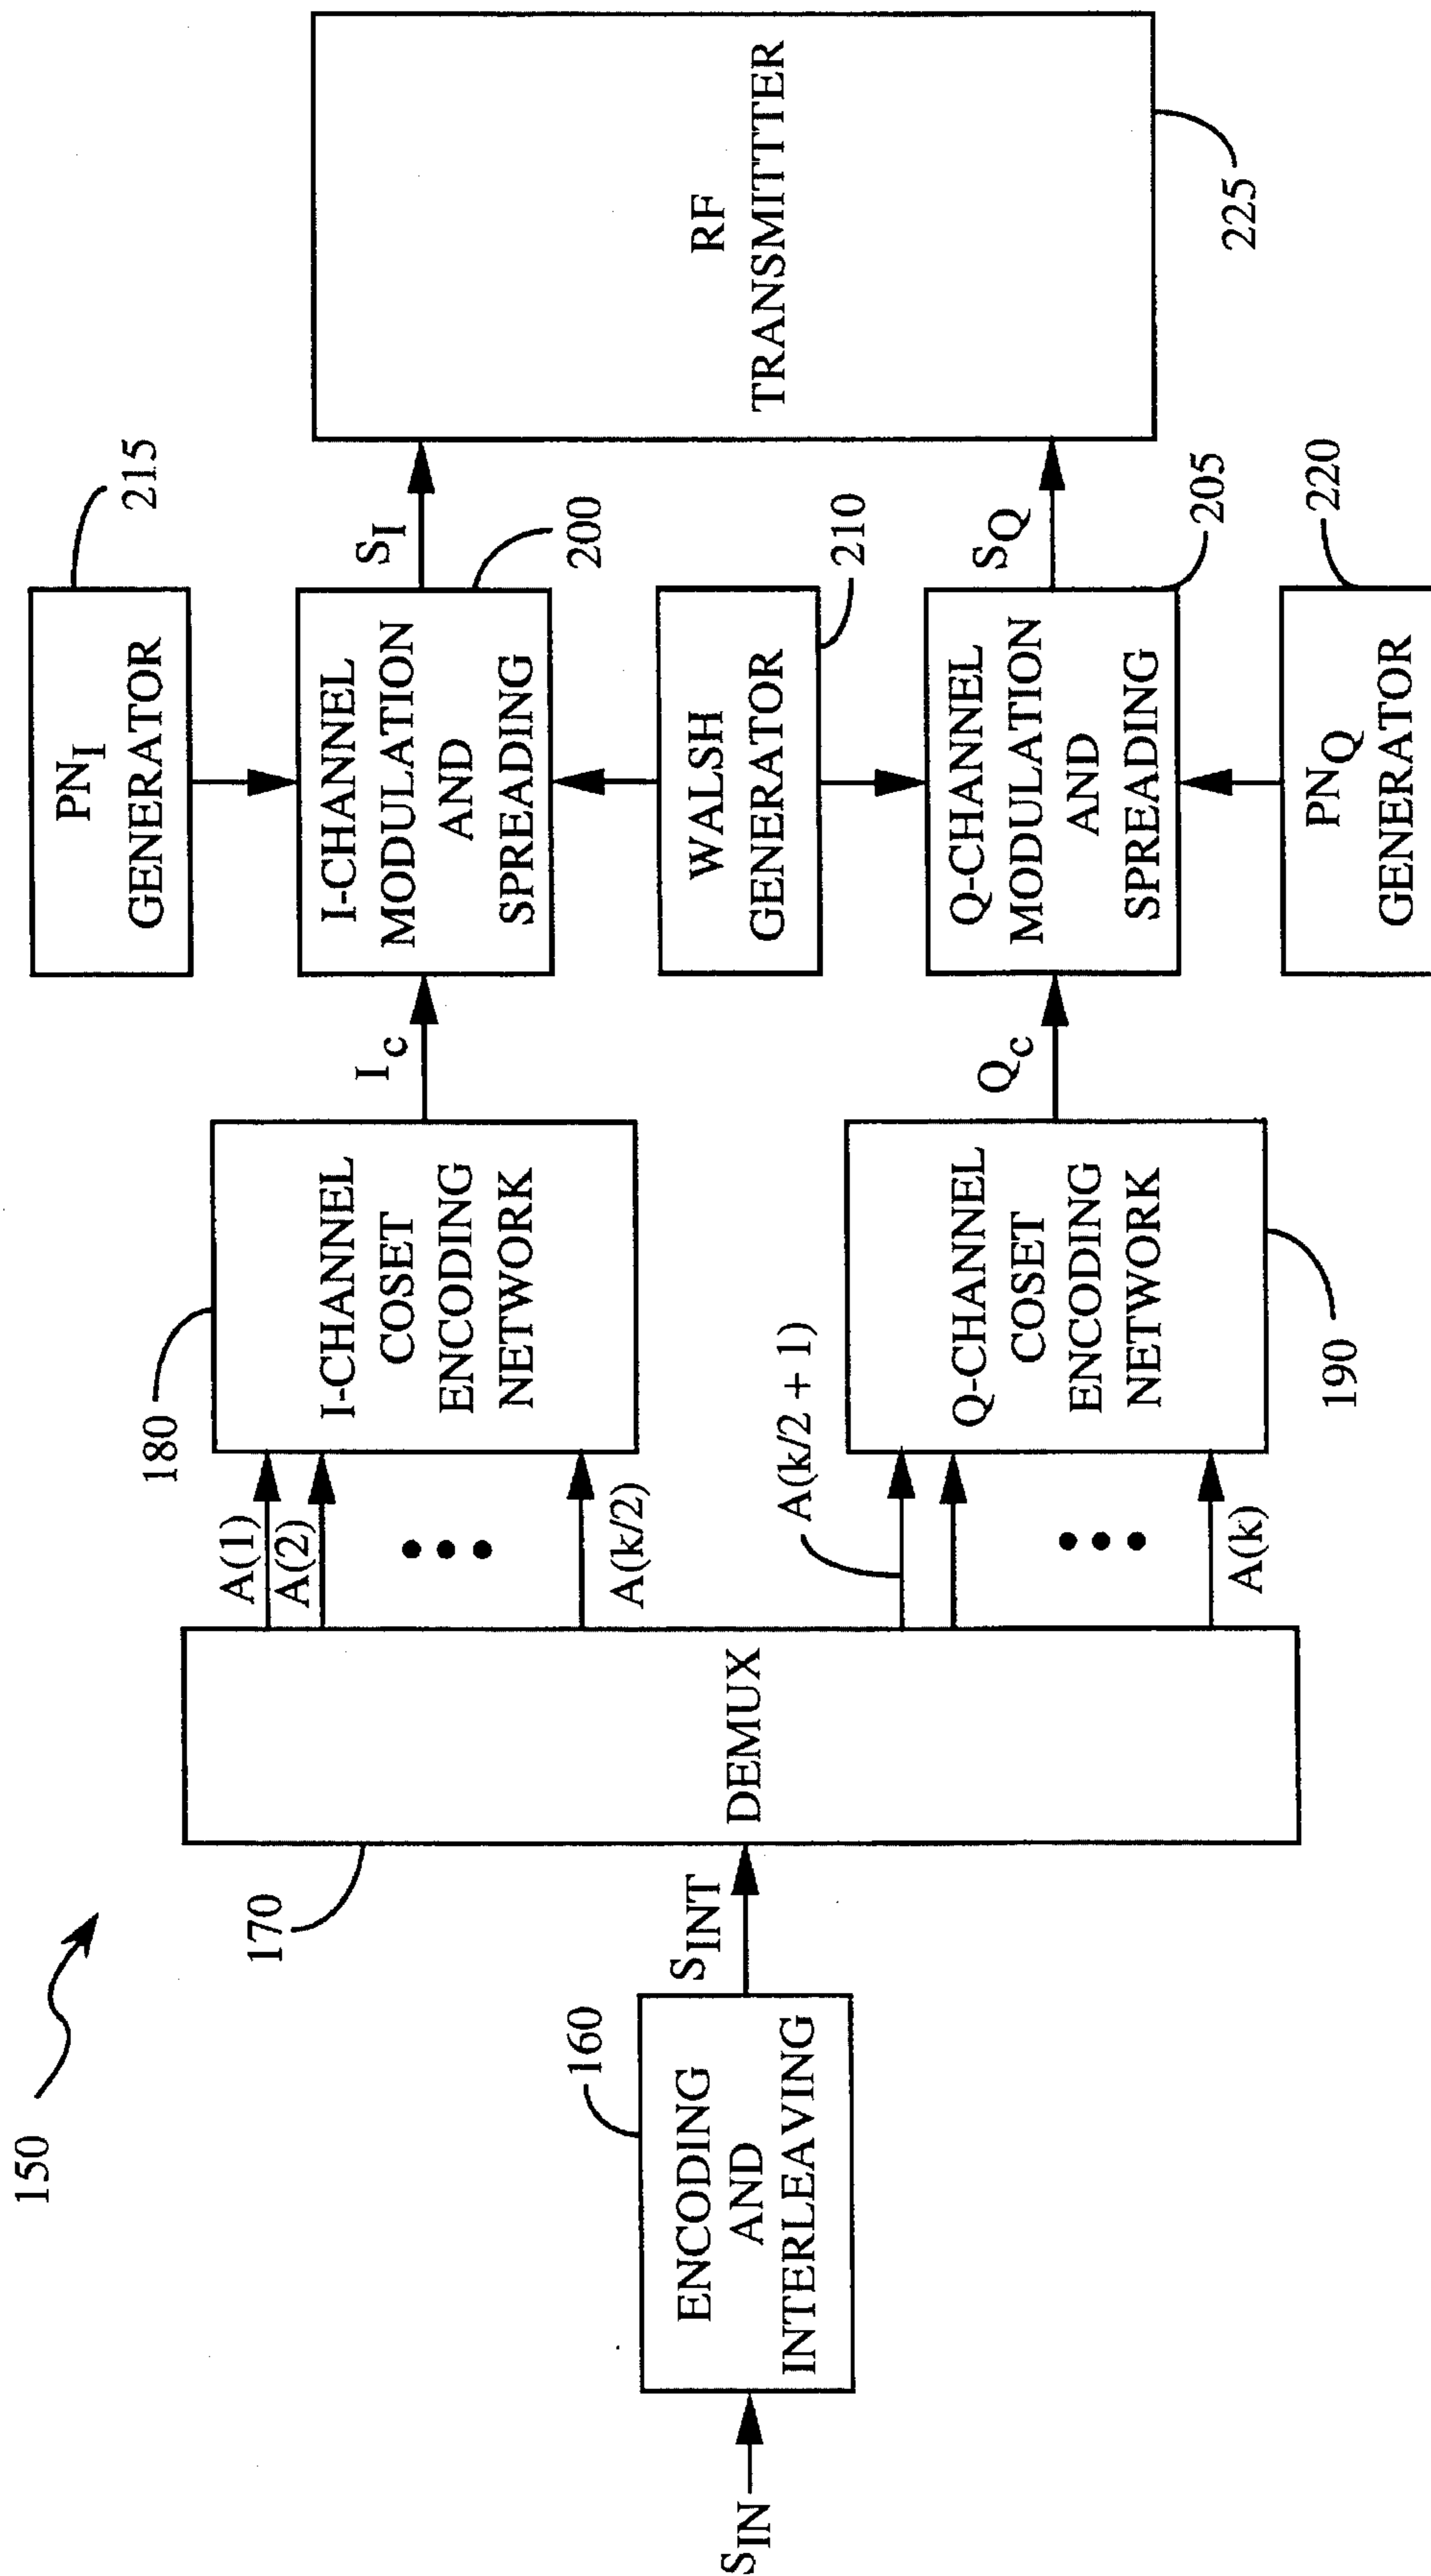 150
S_IN
160
ENCODING
AND
INTERLEAVING
S_INT
170
DEMUX
A(1)
A(2)
A(k/2)
A(k/2 + 1)
A(k)
180
I-CHANNEL
COSET
ENCODING
NETWORK
Q-CHANNEL
COSET
ENCODING
NETWORK
190
I_c
Q_c
PN_I
GENERATOR
215
I-CHANNEL
MODULATION
AND
SPREADING
200
WALSH
GENERATOR
210
Q-CHANNEL
MODULATION
AND
SPREADING
205
PN_Q
GENERATOR
220
S_I
S_Q
RF
TRANSMITTER
225